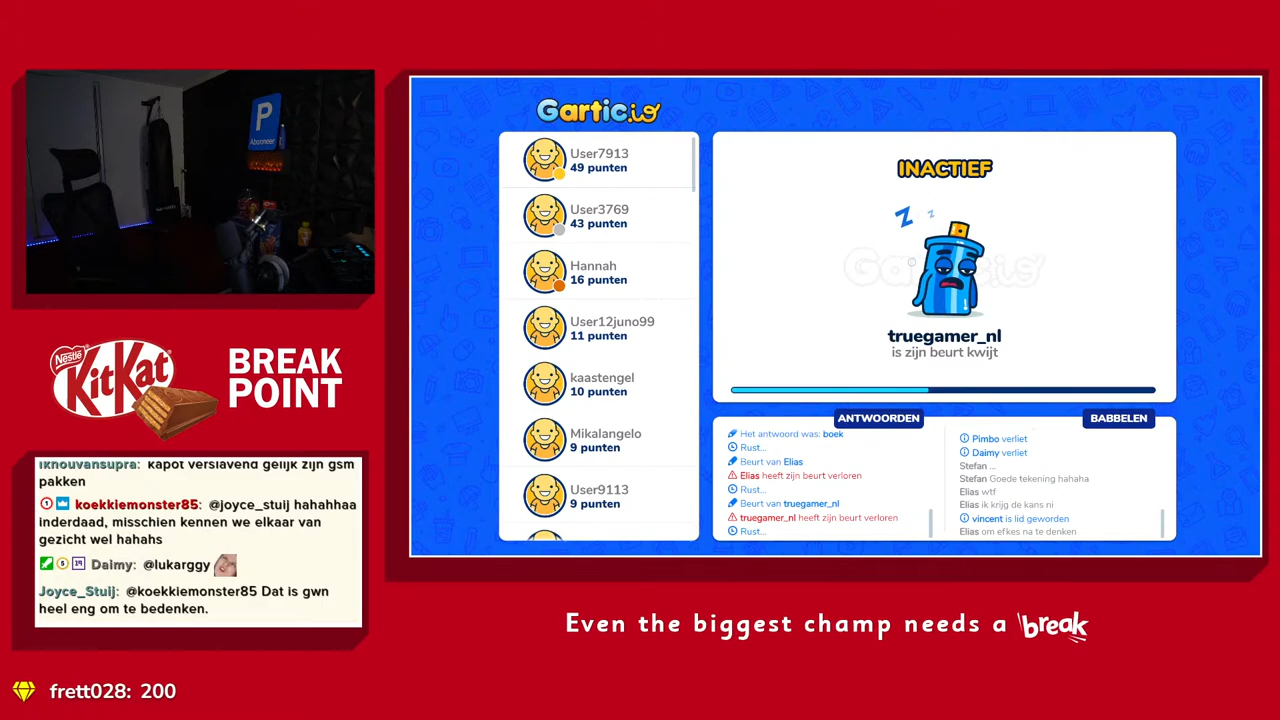 P
Abonneer
Nestle
KitKat
BREAK
POINT
iknouvansupra: kapot verslavend gelijk zijn gsm
pakken
1 koekkiemonster85: @joyce_stuij hahahhaa
inderdaad, misschien kennen we elkaar van
gezicht wel hahahs
Daimy: @lukarggy
Joyce_Stuij: @koekkiemonster85 Dat is gwn
heel eng om te bedenken.
frett028: 200
Gartic.io
User7913
49 punten
User3769
43 punten
Hannah
16 punten
User12juno99
11 punten
kaastengel
10 punten
Mikalangelo
9 punten
User9113
9 punten
INACTIEF
Z z
Gartic.io
truegamer_nl
is zijn beurt kwijt
ANTWOORDEN
Het antwoord was: boek
Rust...
Beurt van Elias
Elias heeft zijn beurt verloren
Rust...
Beurt van truegamer_nl
truegamer_nl heeft zijn beurt verloren
Rust...
BABBELEN
Pimbo verliet
Daimy verliet
Stefan ...
Stefan Goede tekening hahaha
Elias wtf
Elias ik krijg de kans ni
vincent is lid geworden
Elias om efkes na te denken
Even the biggest champ needs a break